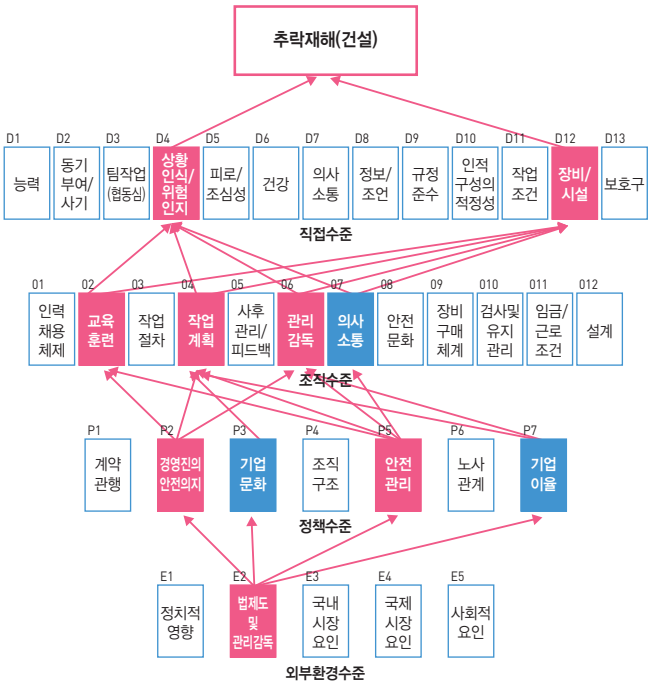 추락재해(건설)
D1
능력
D2
동기
부여/
사기
D3
팀작업
(협동심)
D4
상황
인식/
위험
인지
D5
피로/
조심성
D6
건강
D7
의사
소통
D8
정보/
조언
D9
규정
준수
D10
인적
구성의
적정성
D11
작업
조건
D12
장비/
시설
D13
보호구
직접수준
01
인력
채용
체제
02
교육
훈련
03
작업
절차
04
작업
계획
05
사후
관리/
피드백
06
관리
감독
07
의사
소통
08
안전
문화
09
장비
구매
체계
010
검사및
유지
관리
011
임금/
근로
조건
012
설계
조직수준
P1
계약
관행
P2
경영진의
안전의지
P3
기업
문화
P4
조직
구조
P5
안전
관리
P6
노사
관계
P7
기업
이율
정책수준
E1
정치적
영향
E2
법제도
및
관리감독
E3
국내
시장
요인
E4
국제
시장
요인
E5
사회적
요인
외부환경수준